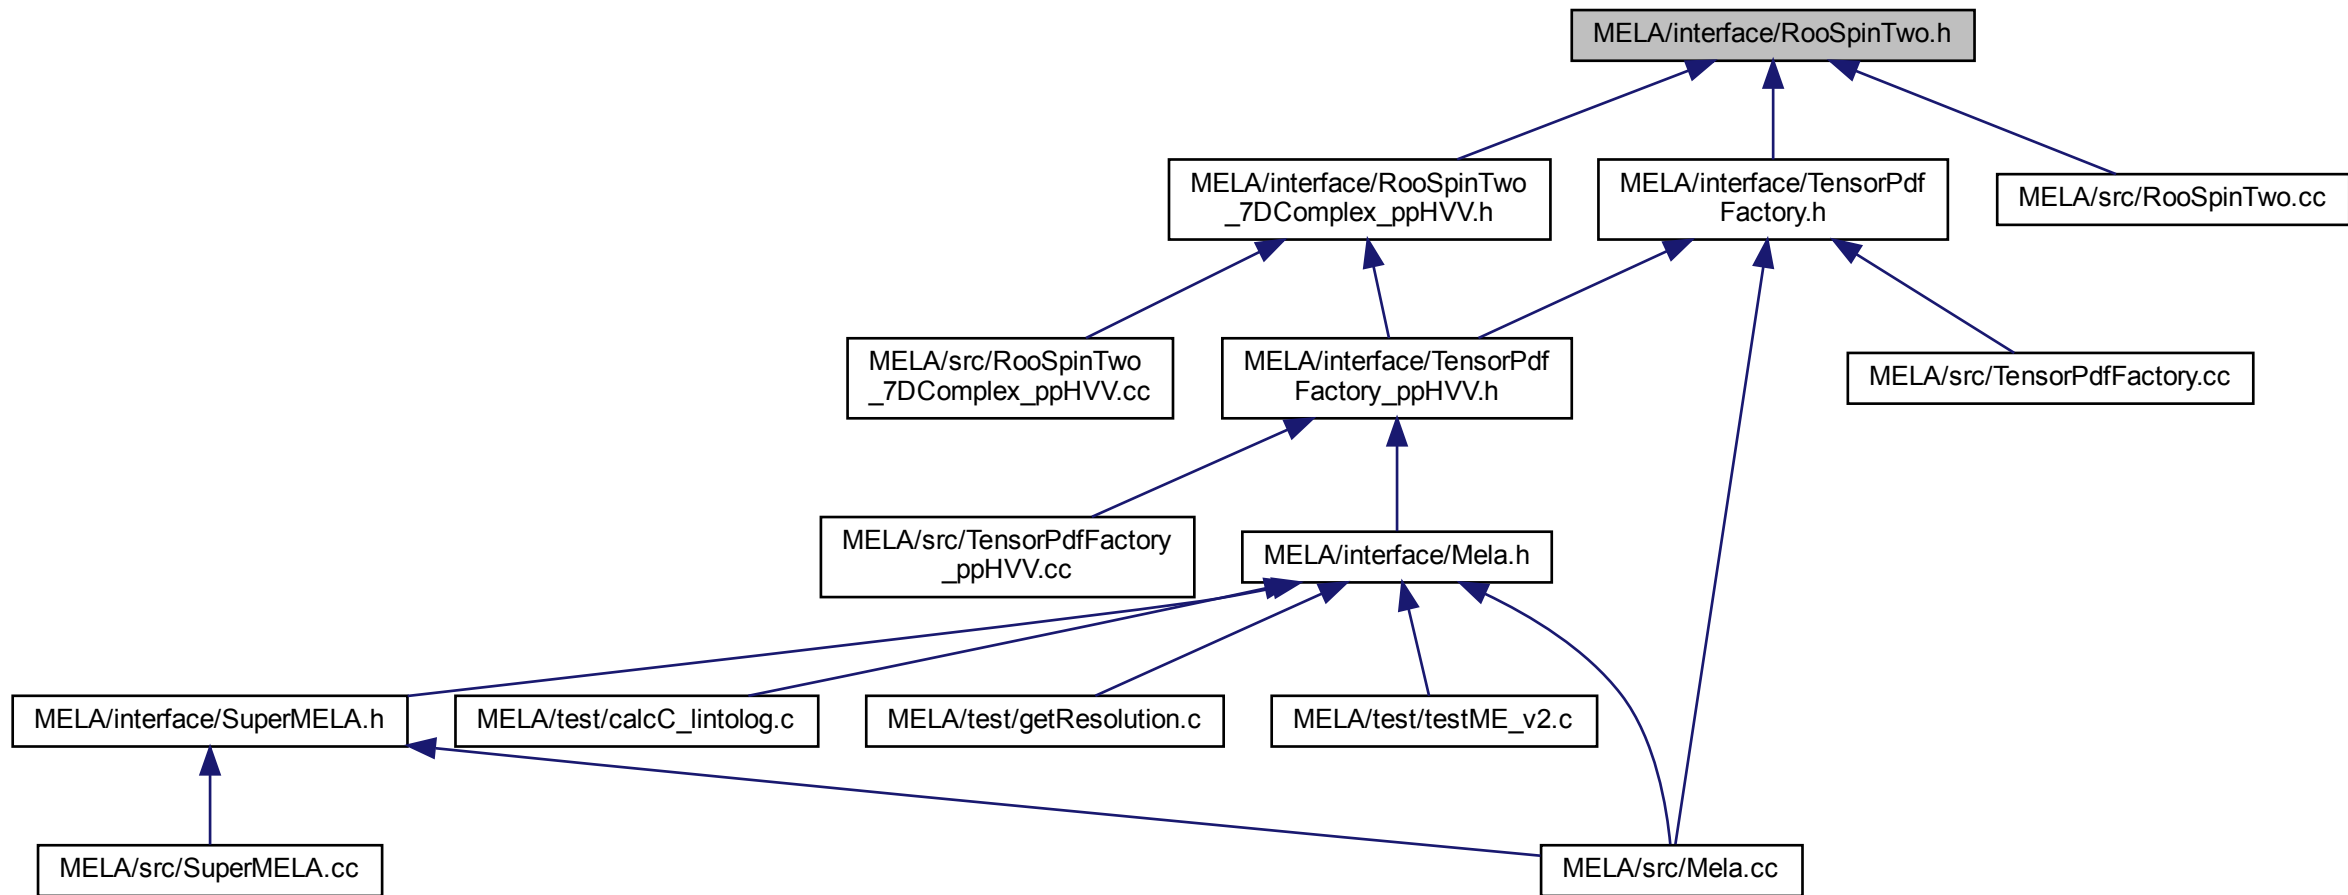 MELA/interface/RooSpinTwo.h
MELA/interface/RooSpinTwo
_7DComplex_ppHVV.h
MELA/interface/TensorPdf
Factory.h
MELA/src/RooSpinTwo.cc
MELA/src/RooSpinTwo
_7DComplex_ppHVV.cc
MELA/interface/TensorPdf
Factory_ppHVV.h
MELA/src/TensorPdfFactory.cc
MELA/src/TensorPdfFactory
_ppHVV.cc
MELA/interface/Mela.h
MELA/interface/SuperMELA.h
MELA/test/calcC_lintolog.c
MELA/test/getResolution.c
MELA/test/testME_v2.c
MELA/src/SuperMELA.cc
MELA/src/Mela.cc